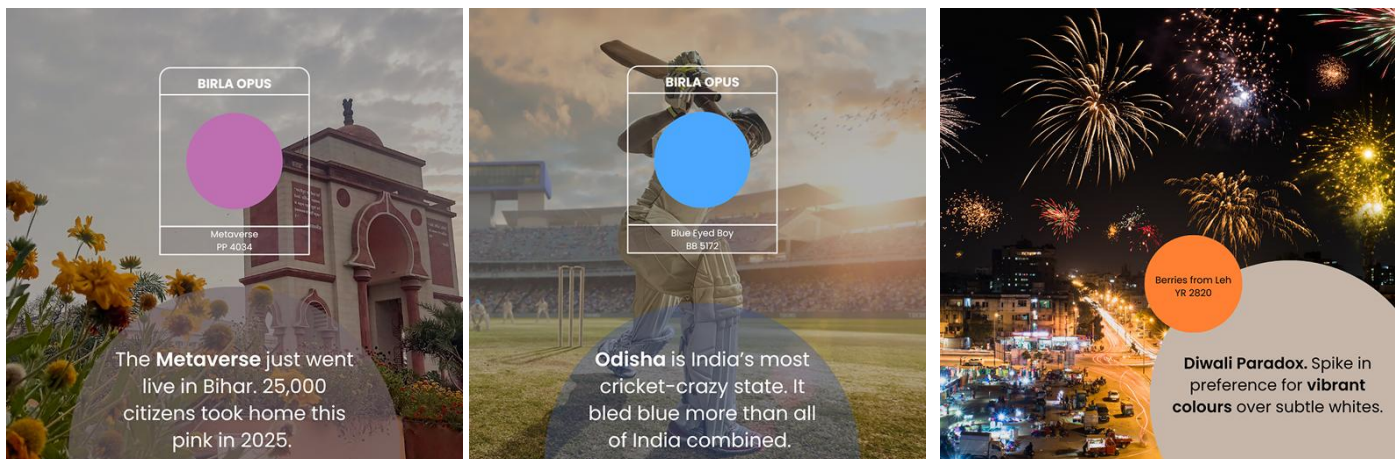 BIRLA OPUS
Metaverse
PP 4034
The Metaverse just went
live in Bihar. 25,000
citizens took home this
pink in 2025.
BIRLA OPUS
Blue Eyed Boy
BB 5172
Odisha is India’s most
cricket-crazy state. It
bled blue more than all
of India combined.
Berries from Leh
YR 2820
Diwali Paradox. Spike in
preference for vibrant
colours over subtle whites.